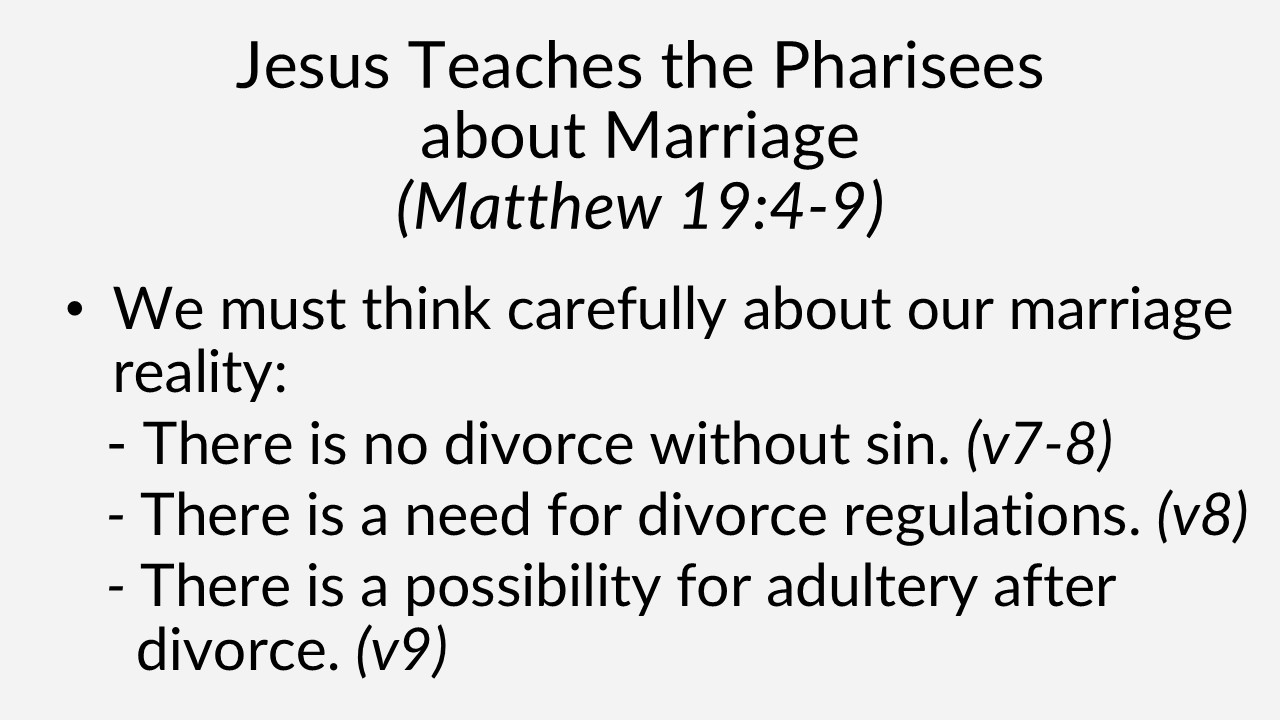 Jesus Teaches the Pharisees
about Marriage
(Matthew 19:4-9)
• We must think carefully about our marriage
reality:
- There is no divorce without sin. (v7-8)
- There is a need for divorce regulations. (v8)
- There is a possibility for adultery after
divorce. (v9)